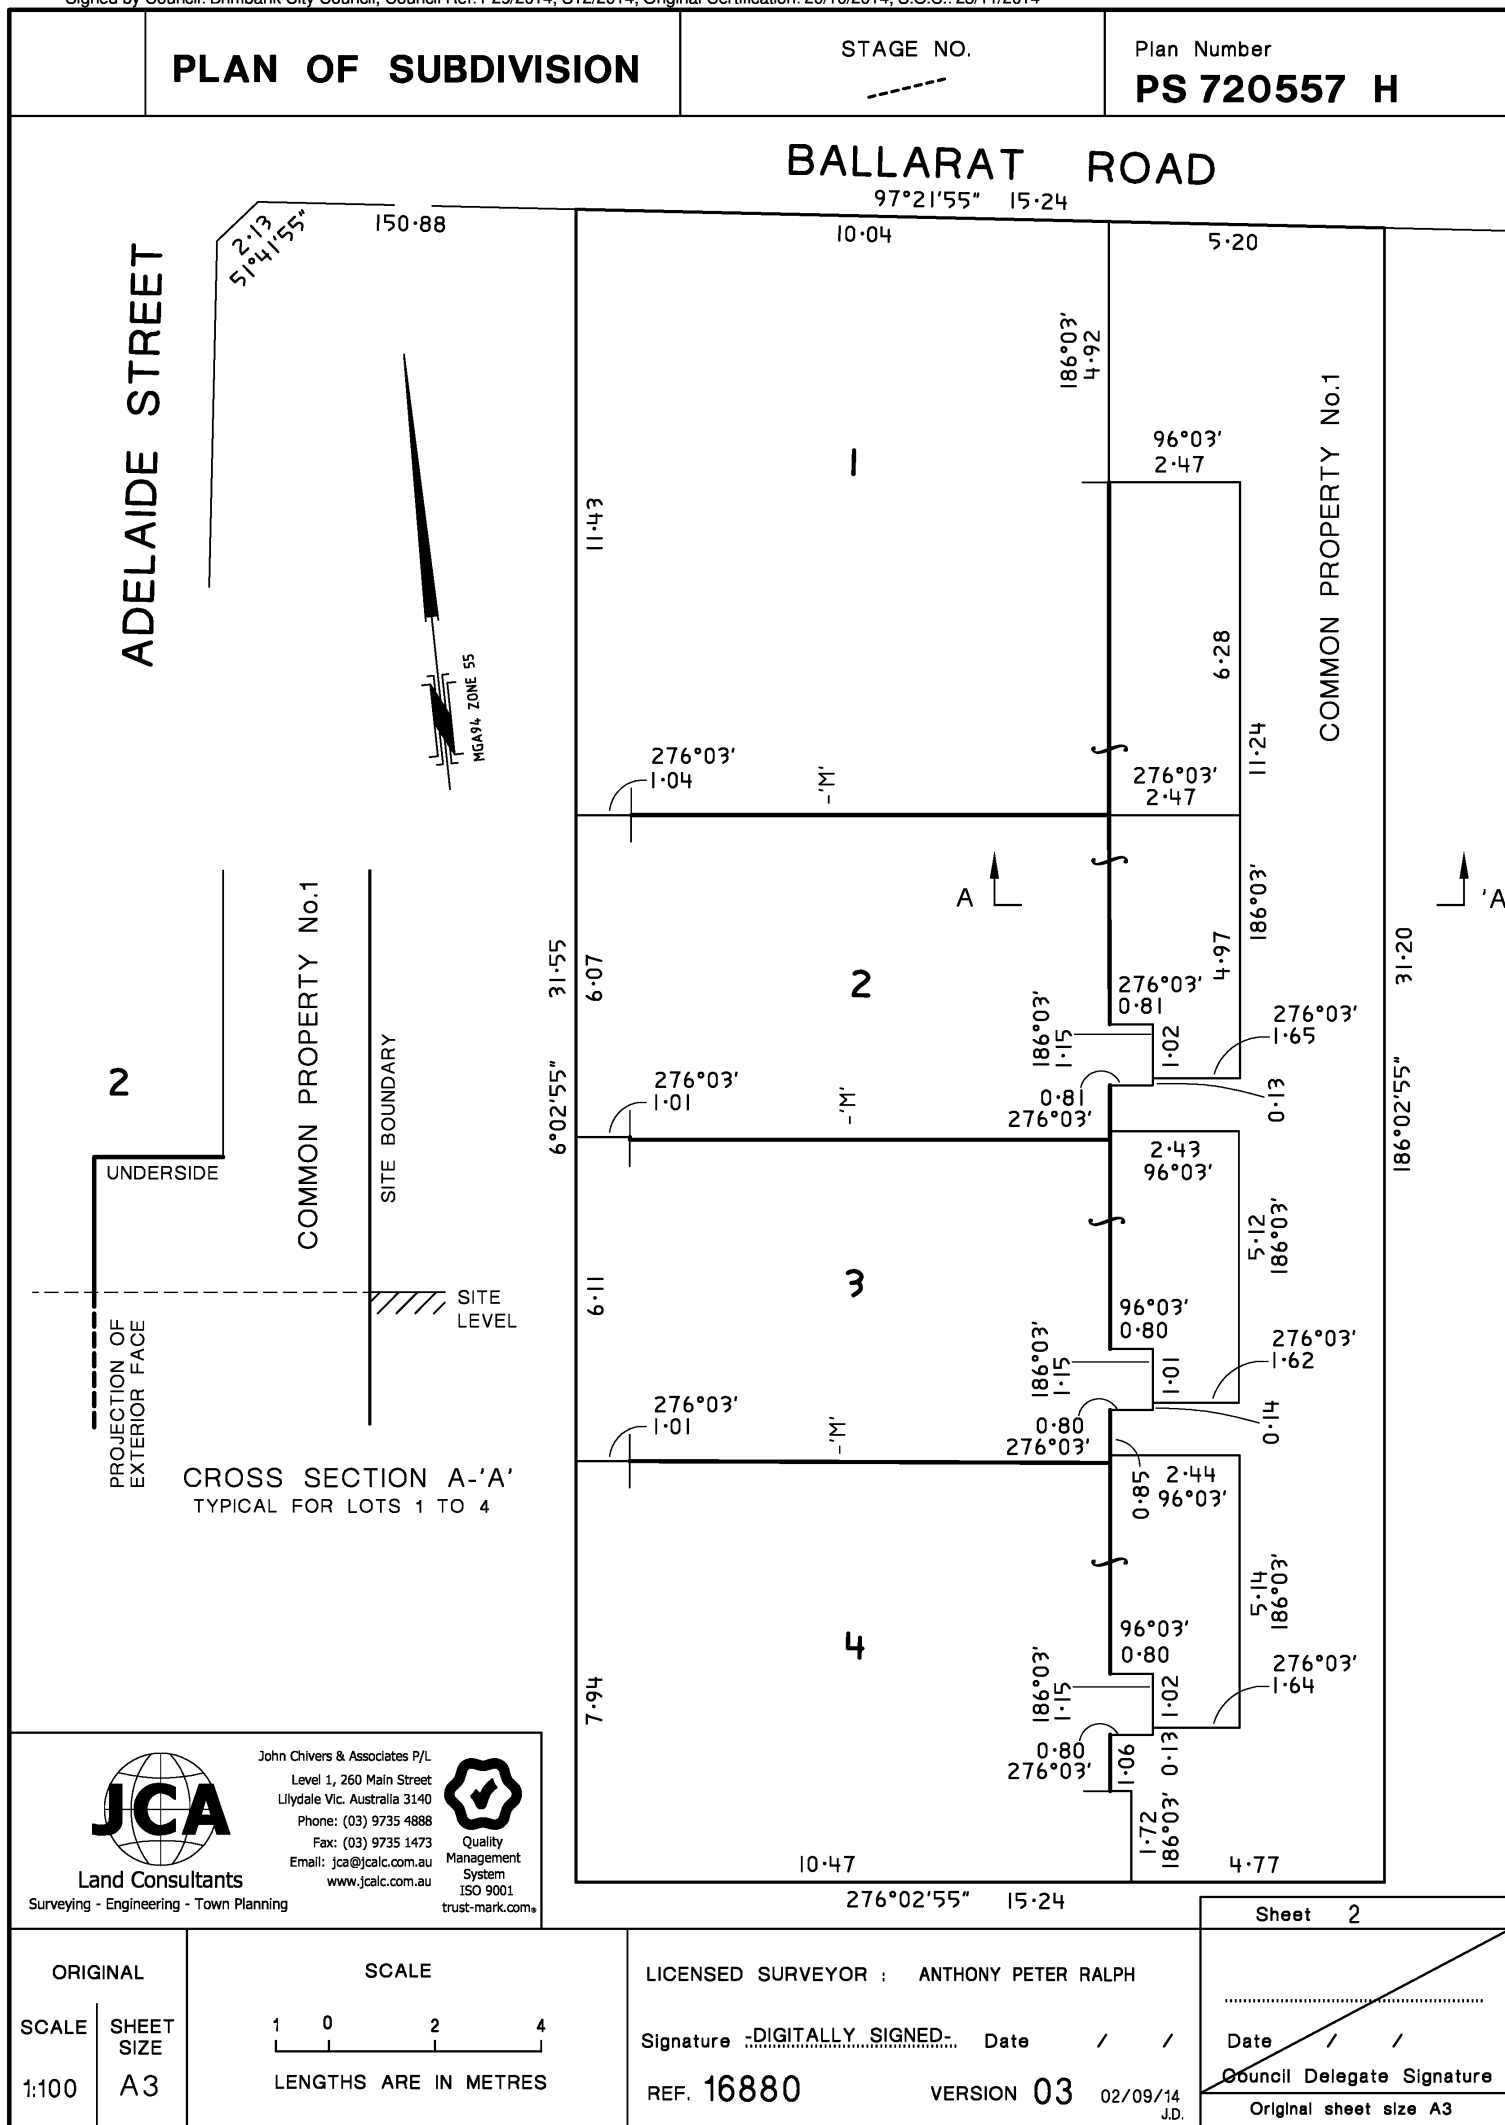 PLAN OF SUBDIVISION
STAGE NO.
Plan Number
PS 720557 H
BALLARAT ROAD
97°21'55" 15·24
2·13
51°41'55"
150·88
10·04
5·20
ADELAIDE STREET
186°03'
4·92
96°03'
2·47
COMMON PROPERTY No.1
1
11·43
6·28
11·24
MGA94 ZONE 55
276°03'
1·04
-'M'
276°03'
2·47
A
'A
186°03'
4·97
31·55
6·07
6°02'55"
2
276°03'
0·81
186°03'
1·15
1·02
276°03'
1·65
31·20
186°02'55"
0·81
276°03'
0·13
276°03'
1·01
-'M'
2·43
96°03'
5·12
186°03'
COMMON PROPERTY No.1
SITE BOUNDARY
2
UNDERSIDE
SITE
LEVEL
PROJECTION OF
EXTERIOR FACE
CROSS SECTION A-'A'
TYPICAL FOR LOTS 1 TO 4
6·11
3
96°03'
0·80
186°03'
1·15
1·01
276°03'
1·62
0·80
276°03'
0·14
276°03'
1·01
-'M'
0·85
2·44
96°03'
5·14
186°03'
7·94
4
96°03'
0·80
186°03'
1·15
1·02
276°03'
1·64
0·80
276°03'
1·06
0·13
1·72
186°03'
10·47
4·77
276°02'55" 15·24
JCA
Land Consultants
Surveying - Engineering - Town Planning
John Chivers & Associates P/L
Level 1, 260 Main Street
Lilydale Vic. Australia 3140
Phone: (03) 9735 4888
Fax: (03) 9735 1473
Email: jca@jcalc.com.au
www.jcalc.com.au
Quality
Management
System
ISO 9001
trust-mark.com
Sheet 2
ORIGINAL
SCALE
SHEET
SIZE
1:100
A3
SCALE
1 0 2 4
LENGTHS ARE IN METRES
LICENSED SURVEYOR : ANTHONY PETER RALPH
Signature -DIGITALLY SIGNED- Date / /
REF. 16880 VERSION 03 02/09/14
J.D.
Date / /
Council Delegate Signature
Original sheet size A3